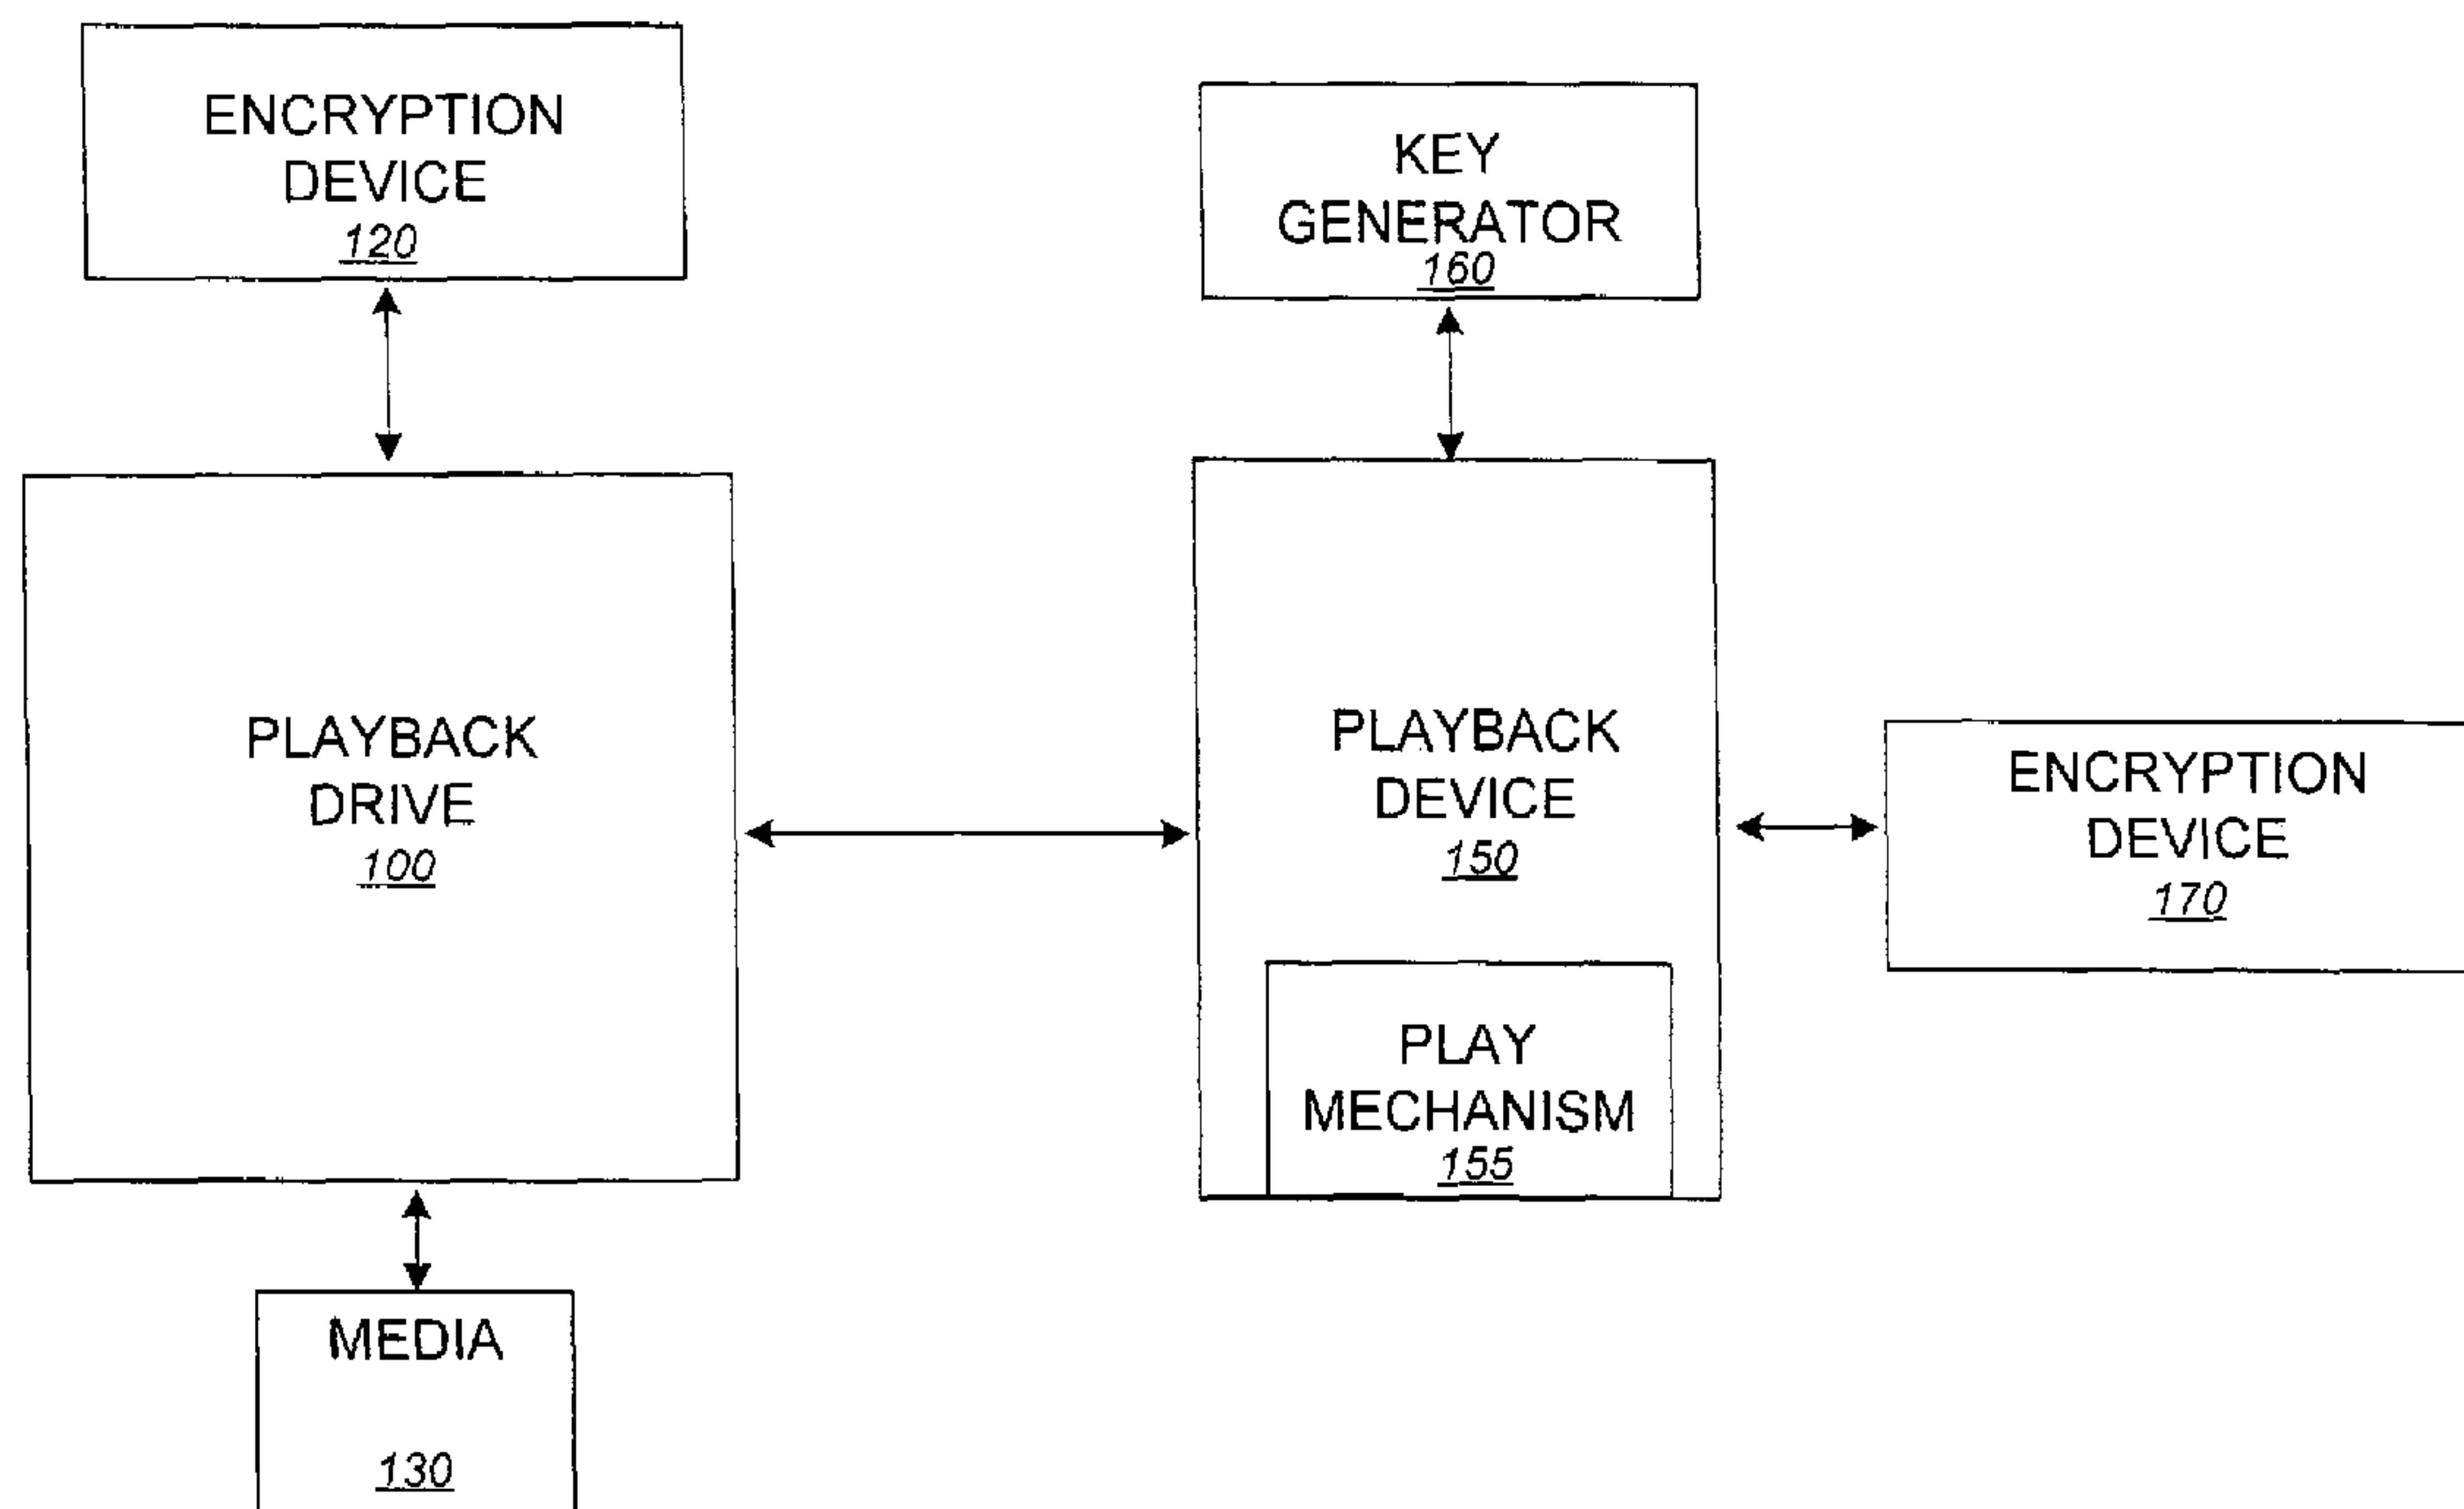 ENCRYPTION
DEVICE
120
KEY
GENERATOR
160
PLAYBACK
DRIVE
100
PLAYBACK
DEVICE
150
ENCRYPTION
DEVICE
170
PLAY
MECHANISM
155
MEDIA
130